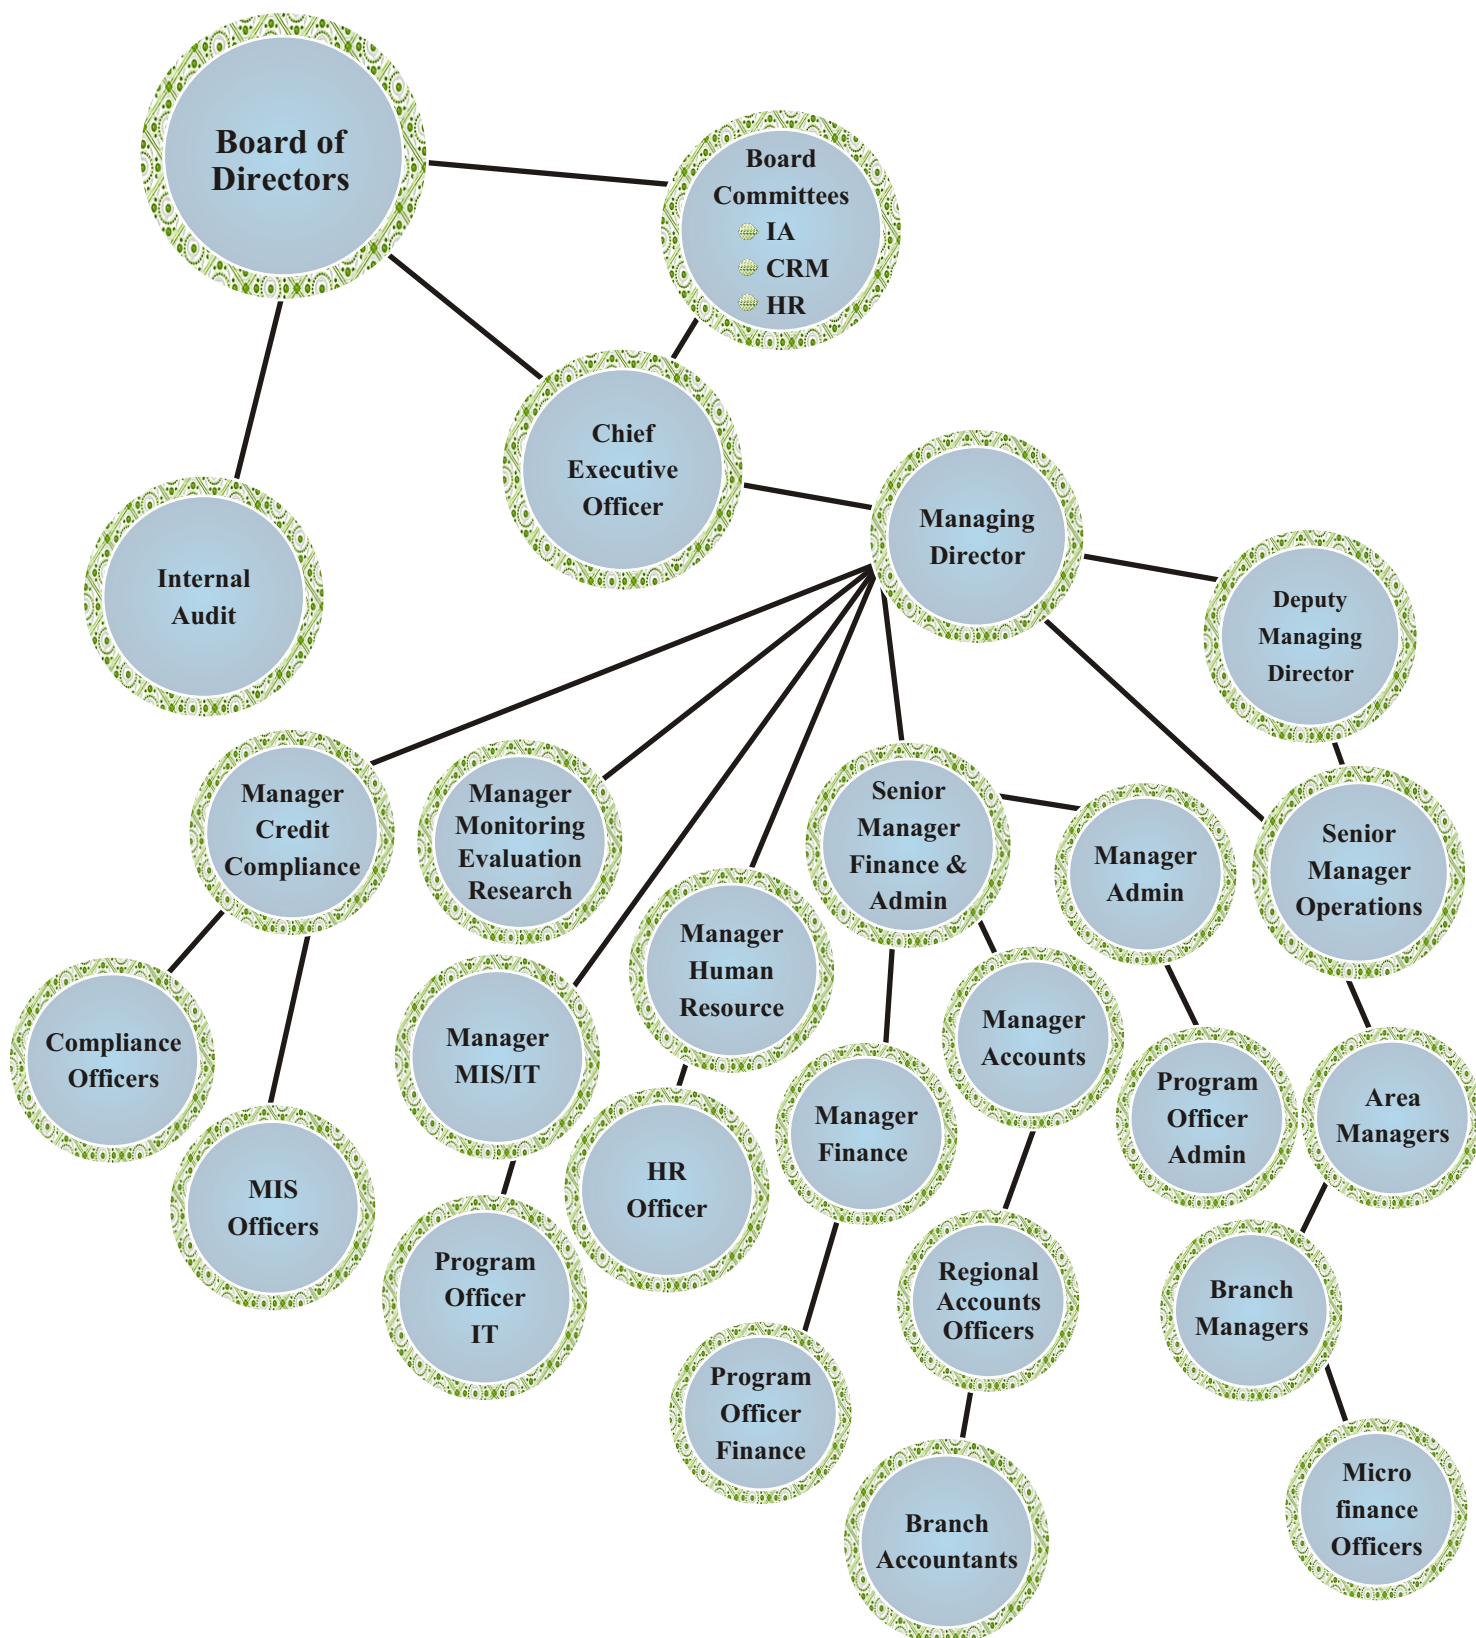 Board of
Directors
Board
Committees
IA
CRM
HR
Chief
Executive
Officer
Managing
Director
Internal
Audit
Deputy
Managing
Director
Manager
Credit
Compliance
Manager
Monitoring
Evaluation
Research
Senior
Manager
Finance &
Admin
Manager
Admin
Senior
Manager
Operations
Manager
Human
Resource
Compliance
Officers
Manager
MIS/IT
Manager
Accounts
Manager
Finance
Program
Officer
Admin
Area
Managers
MIS
Officers
HR
Officer
Program
Officer
IT
Regional
Accounts
Officers
Branch
Managers
Program
Officer
Finance
Branch
Accountants
Micro
finance
Officers